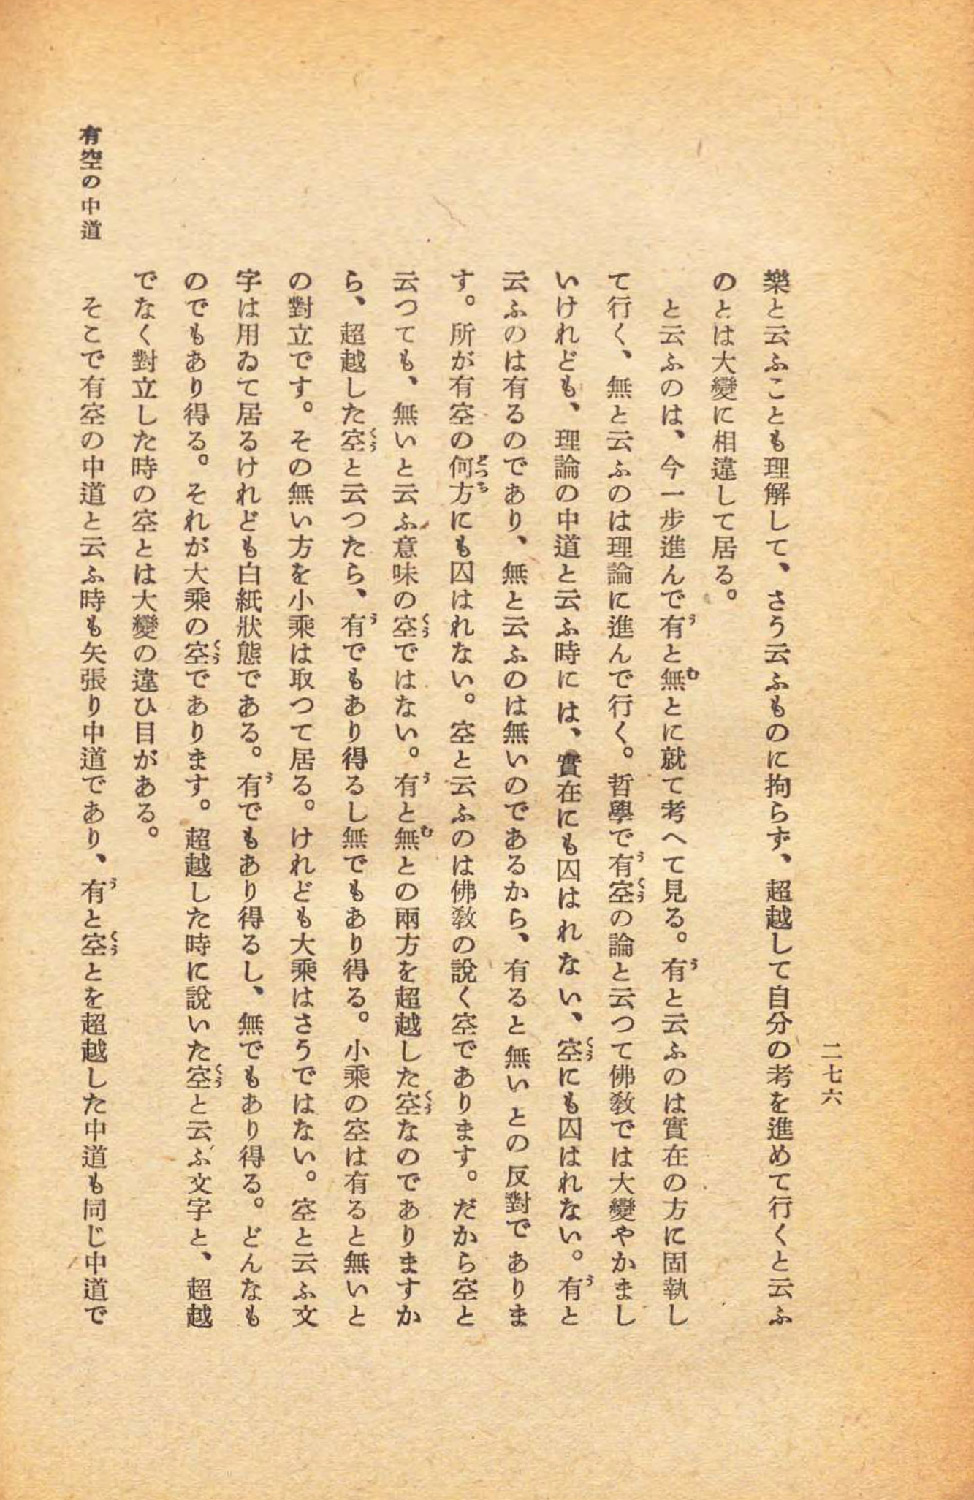 二七六
樂と云ふことも理解して、さう云ふものに拘らず、超越して自分の考を進めて行くと云ふ
のとは大變に相違して居る。
と云ふのは、今一步進んで有と無とに就て考へて見る。有と云ふのは實在の方に固執し
て行く、無と云ふのは理論に進んで行く。哲學で有空の論と云つて佛敎では大變やかまし
いけれども、理論の中道と云ふ時には、實在にも囚はれない、空にも囚はれない。有と
云ふのは有るのであり、無と云ふのは無いのであるから、有ると無いとの反對でありま
す。所が有空の何方にも囚はれない。空と云ふのは佛敎の說く空であります。だから空と
云つても、無いと云ふ意味の空ではない。有と無との兩方を超越した空なのでありますか
ら、超越した空と云つたら、有でもあり得るし無でもあり得る。小乘の空は有ると無いと
の對立です。その無い方を小乘は取つて居る。けれども大乘はさうではない。空と云ふ文
字は用ゐて居るけれども白紙狀態である。有でもあり得るし、無でもあり得る。どんなも
のでもあり得る。それが大乘の空であります。超越した時に說いた空と云ふ文字と、超越
でなく對立した時の空とは大變の違ひ目がある。
そこで有空の中道と云ふ時も矢張り中道であり、有と空とを超越した中道も同じ中道で
有空の中道